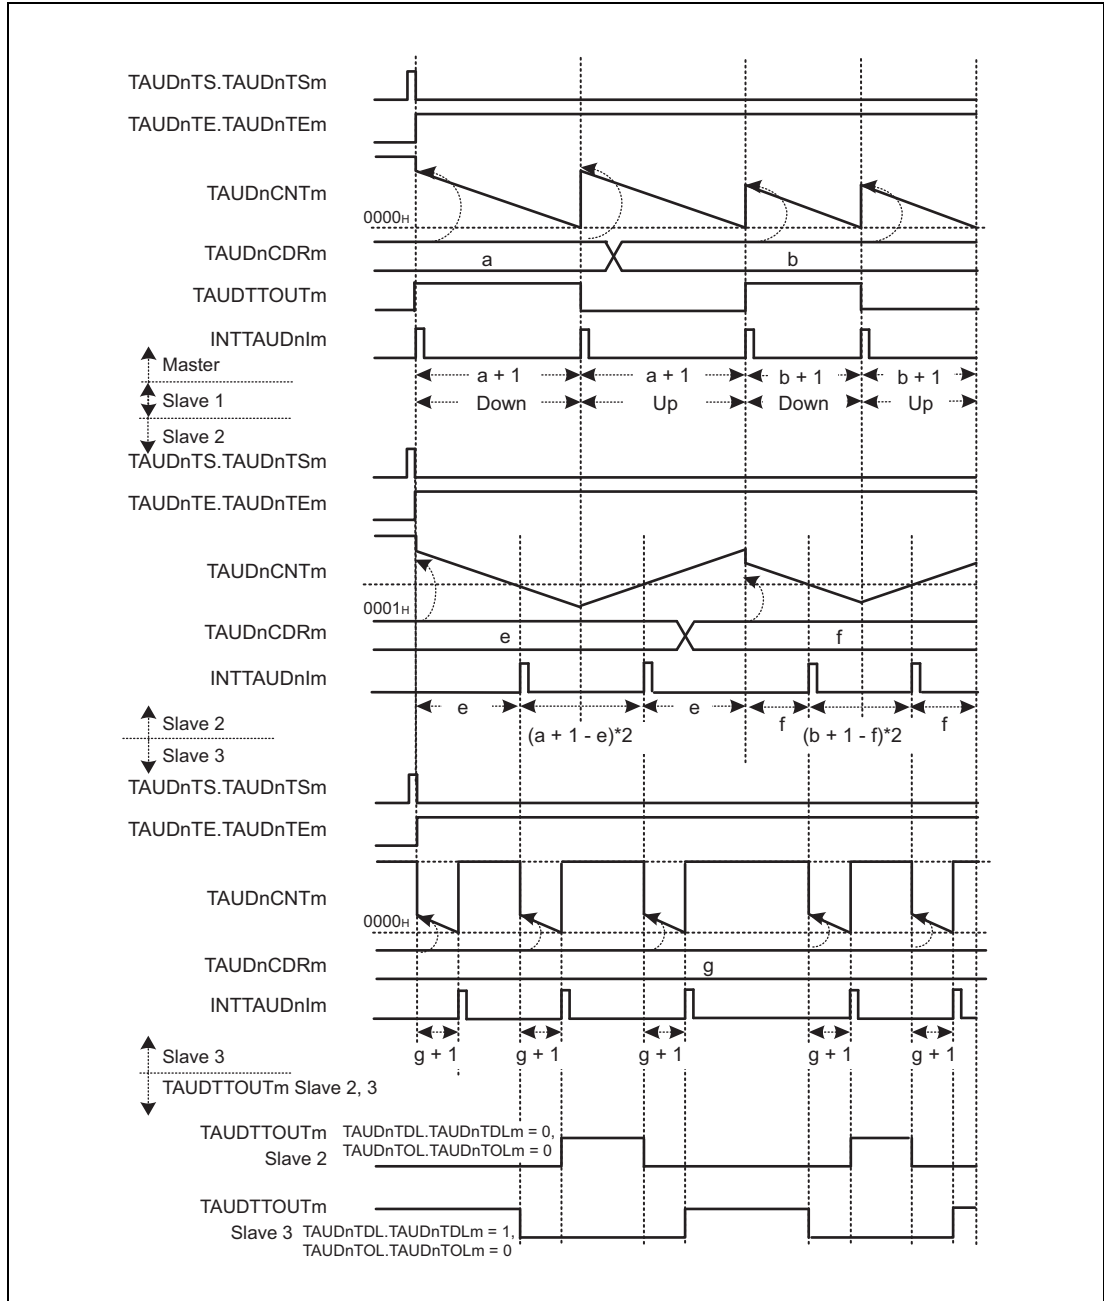 TAUDnTS.TAUDnTSm
TAUDnTE.TAUDnTEm
TAUDnCNTm
0000H
TAUDnCDRm
a
b
TAUDTTOUTm
INTTAUDnIm
Master
Slave 1
Slave 2
a + 1
a + 1
b + 1
b + 1
Down
Up
Down
Up
TAUDnTS.TAUDnTSm
TAUDnTE.TAUDnTEm
TAUDnCNTm
0001H
TAUDnCDRm
e
f
INTTAUDnIm
e
(a + 1 - e)*2
e
f
(b + 1 - f)*2
f
Slave 2
Slave 3
TAUDnTS.TAUDnTSm
TAUDnTE.TAUDnTEm
TAUDnCNTm
0000H
TAUDnCDRm
g
INTTAUDnIm
g + 1
g + 1
g + 1
g + 1
g + 1
Slave 3
TAUDTTOUTm Slave 2, 3
TAUDTTOUTm
Slave 2
TAUDnTDL.TAUDnTDLm = 0,
TAUDnTOL.TAUDnTOLm = 0
TAUDTTOUTm
Slave 3
TAUDnTDL.TAUDnTDLm = 1,
TAUDnTOL.TAUDnTOLm = 0